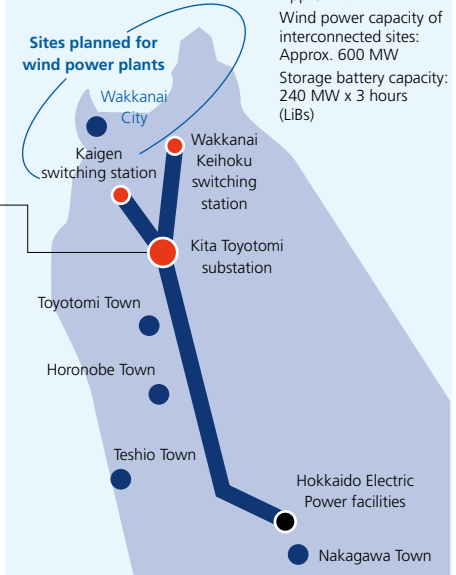 Wind power capacity of
interconnected sites:
Approx. 600 MW
Storage battery capacity:
240 MW x 3 hours
(LiBs)
Sites planned for
wind power plants
Wakkanai
City
Kaigen
switching station
Wakkanai
Keihoku
switching
station
Kita Toyotomi
substation
Toyotomi Town
Horonobe Town
Teshio Town
Hokkaido Electric
Power facilities
Nakagawa Town